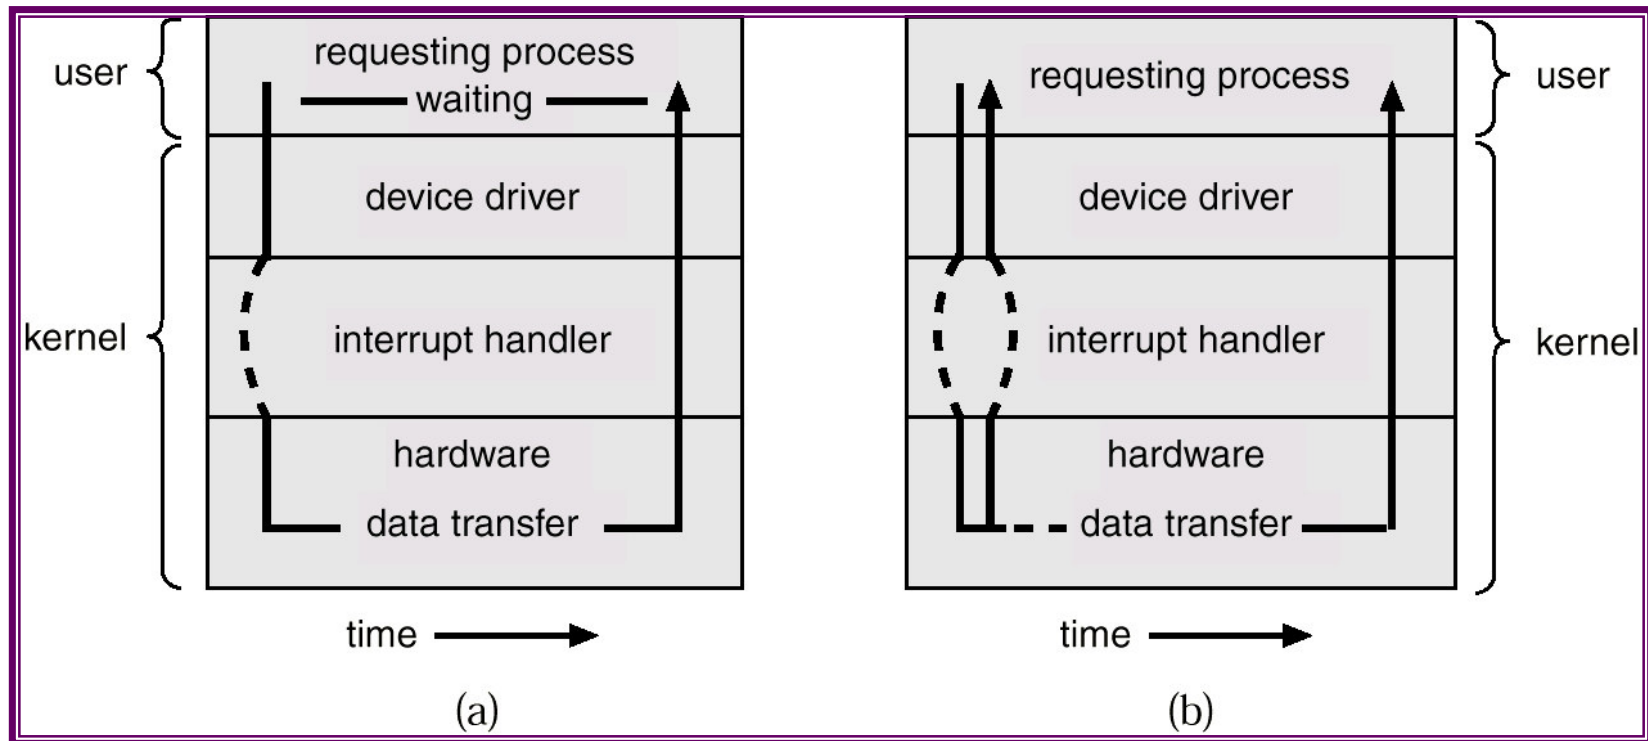 user
requesting process
waiting
device driver
kernel
interrupt handler
hardware
data transfer
time
(a)
requesting process
user
device driver
interrupt handler
kernel
hardware
data transfer
time
(b)